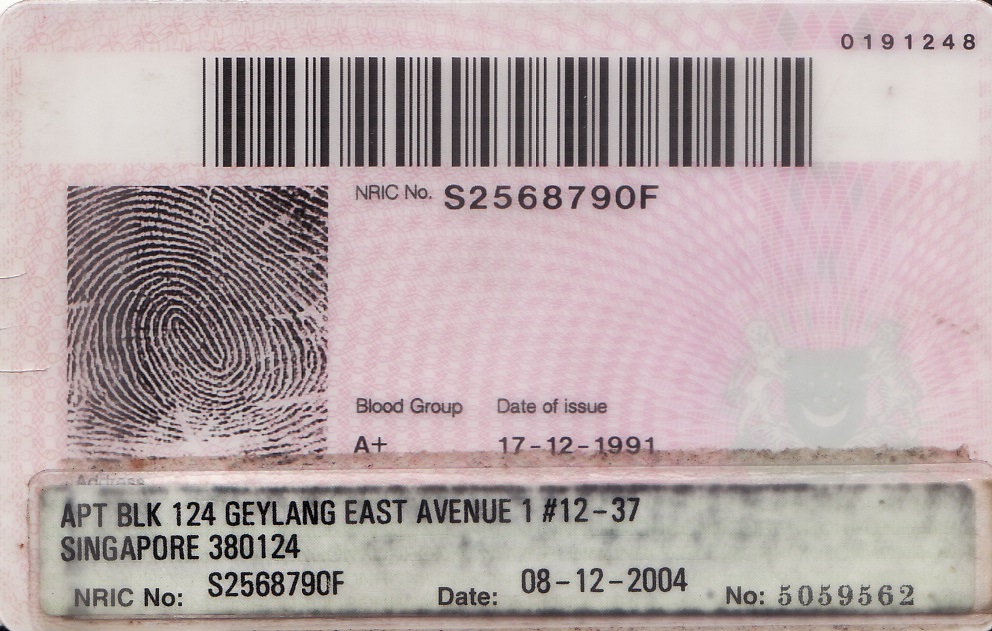 0191248
NRIC No. S2568790F
Blood Group Date of issue
A+ 17-12-1991
Address
APT BLK 124 GEYLANG EAST AVENUE 1 #12-37
SINGAPORE 380124
NRIC No: S2568790F Date: 08-12-2004 No: 5059562